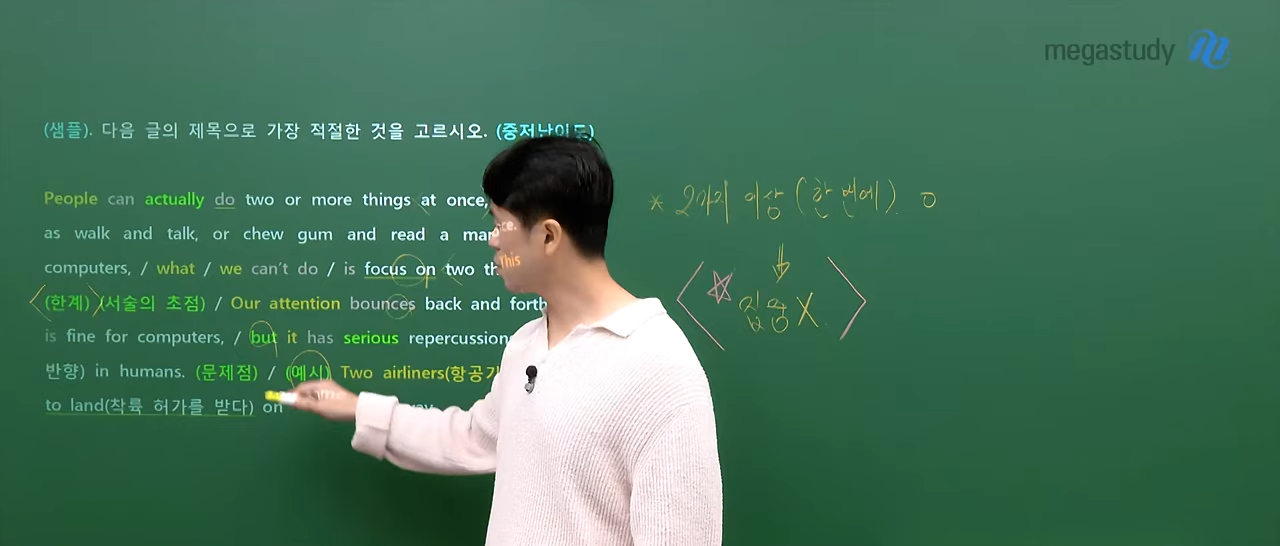 megastudy
(샘플). 다음 글의 제목으로 가장 적절한 것을 고르시오. (중저난이도)
People can actually do two or more things at once,
as walk and talk, or chew gum and read a
computers, / what / we can't do / is focus on two
This
(한계) (서술의 초점) / Our attention bounces back and forth
is fine for computers, / but it has serious repercussions
반향) in humans. (문제점) / (예시) Two airliners(항공기
to land(착륙 허가를 받다) on
* 2가지 이상 (한 번에). O
집중 X